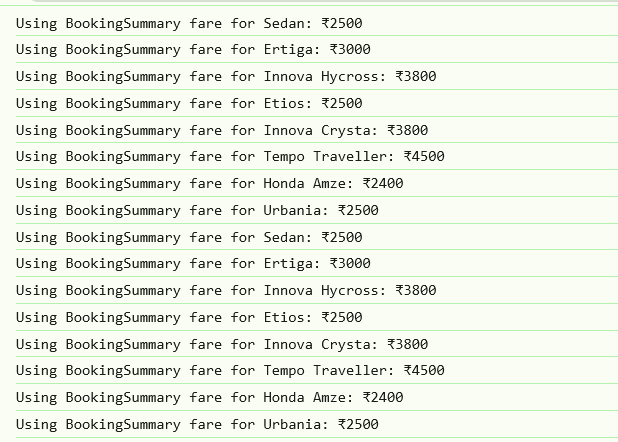 Using BookingSummary fare for Sedan: ₹2500
Using BookingSummary fare for Ertiga: ₹3000
Using BookingSummary fare for Innova Hycross: ₹3800
Using BookingSummary fare for Etios: ₹2500
Using BookingSummary fare for Innova Crysta: ₹3800
Using BookingSummary fare for Tempo Traveller: ₹4500
Using BookingSummary fare for Honda Amze: ₹2400
Using BookingSummary fare for Urbania: ₹2500
Using BookingSummary fare for Sedan: ₹2500
Using BookingSummary fare for Ertiga: ₹3000
Using BookingSummary fare for Innova Hycross: ₹3800
Using BookingSummary fare for Etios: ₹2500
Using BookingSummary fare for Innova Crysta: ₹3800
Using BookingSummary fare for Tempo Traveller: ₹4500
Using BookingSummary fare for Honda Amze: ₹2400
Using BookingSummary fare for Urbania: ₹2500